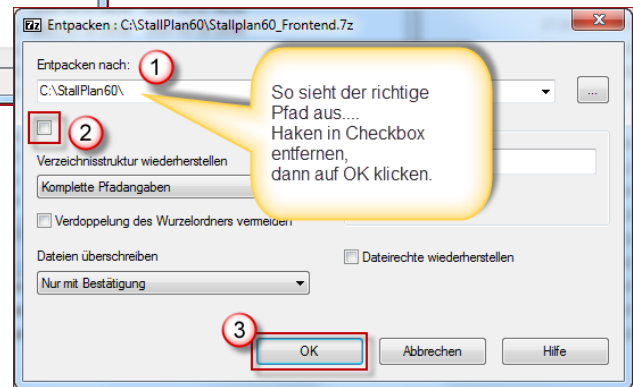 Entpacken : C:\StallPlan60\Stallplan60_Frontend.7z
Entpacken nach:
1
C:\StallPlan60\
...
So sieht der richtige
Pfad aus....
Haken in Checkbox
entfernen,
dann auf OK klicken.
2
Verzeichnisstruktur wiederherstellen
Komplette Pfadangaben
Verdoppelung des Wurzelordners vermeiden
Dateien überschreiben
Dateirechte wiederherstellen
Nur mit Bestätigung
3
OK
Abbrechen
Hilfe